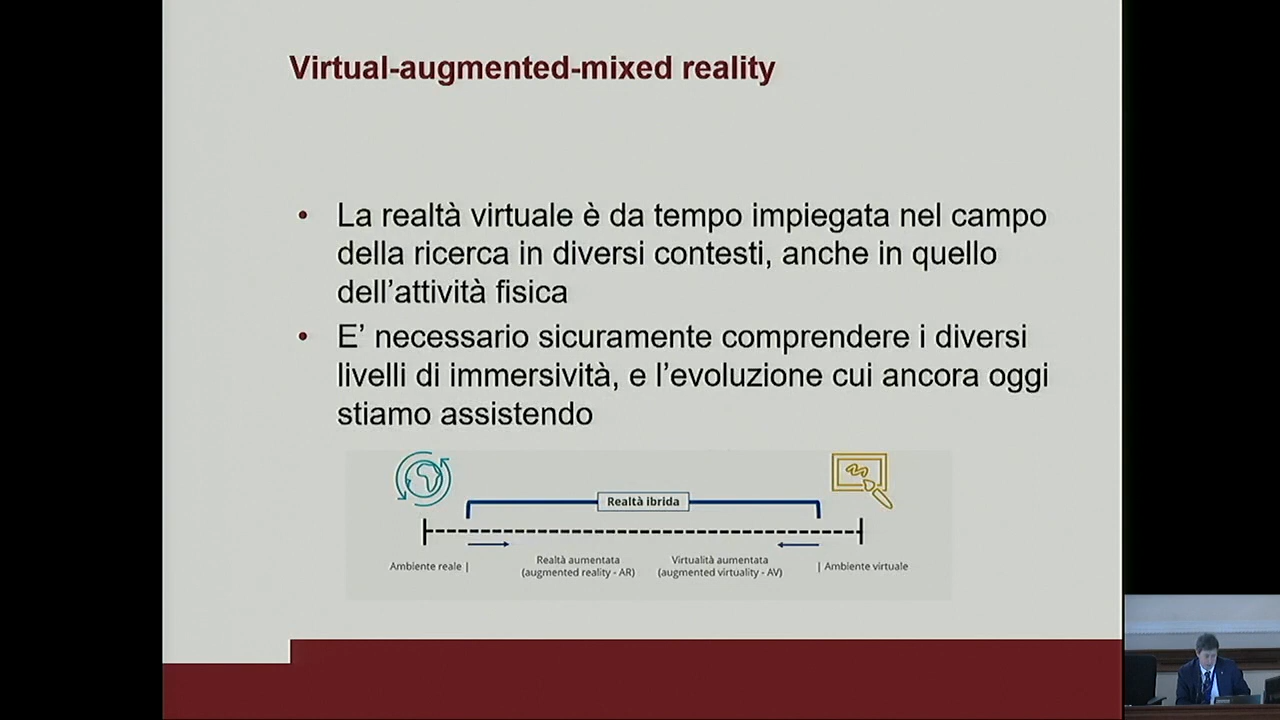 Virtual-augmented-mixed reality
• La realtà virtuale è da tempo impiegata nel campo
della ricerca in diversi contesti, anche in quello
dell’attività fisica
• E’ necessario sicuramente comprendere i diversi
livelli di immersività, e l’evoluzione cui ancora oggi
stiamo assistendo
Realtà ibrida
Ambiente reale |
Realtà aumentata
(augmented reality - AR)
Virtualità aumentata
(augmented virtuality - AV)
| Ambiente virtuale